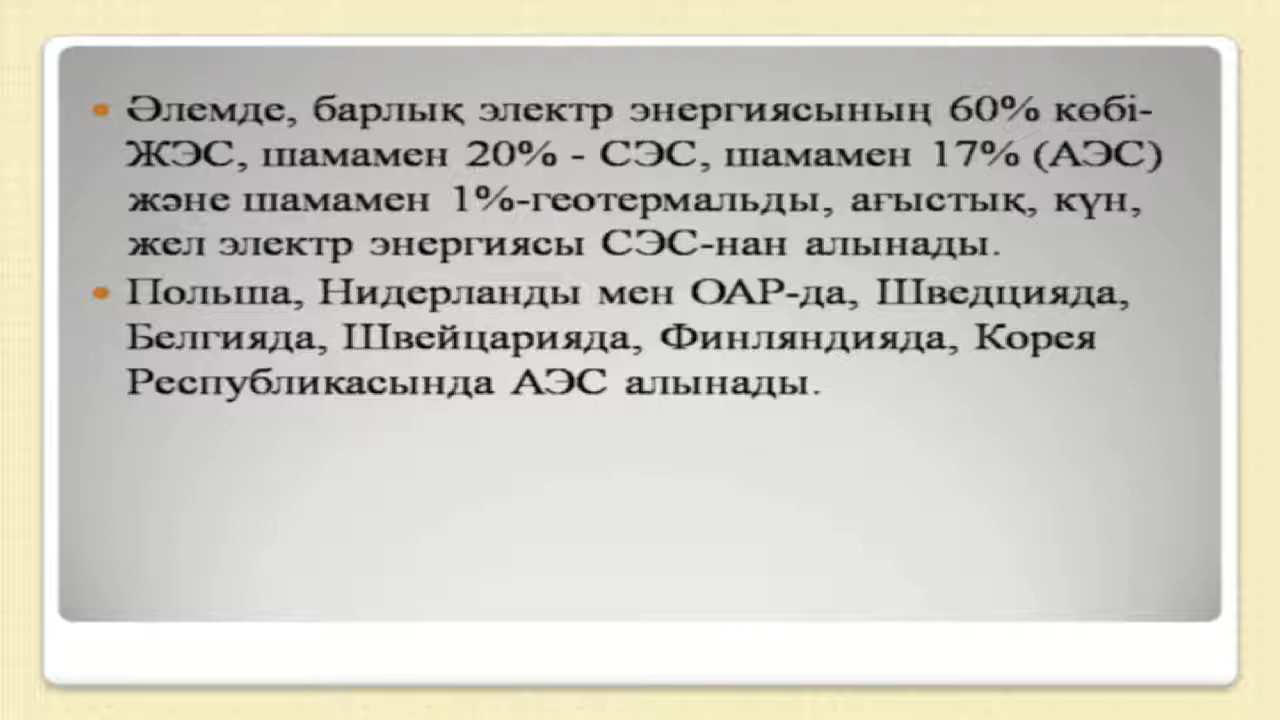 Әлемде, барлық электр энергиясының 60% көбі-
ЖЭС, шамамен 20% - СЭС, шамамен 17% (АЭС)
және шамамен 1%-геотермальды, ағыстық, күн,
жел электр энергиясы СЭС-нан алынады.
Польша, Нидерланды мен ОАР-да, Шведцияда,
Белгияда, Швейцарияда, Финляндияда, Корея
Республикасында АЭС алынады.